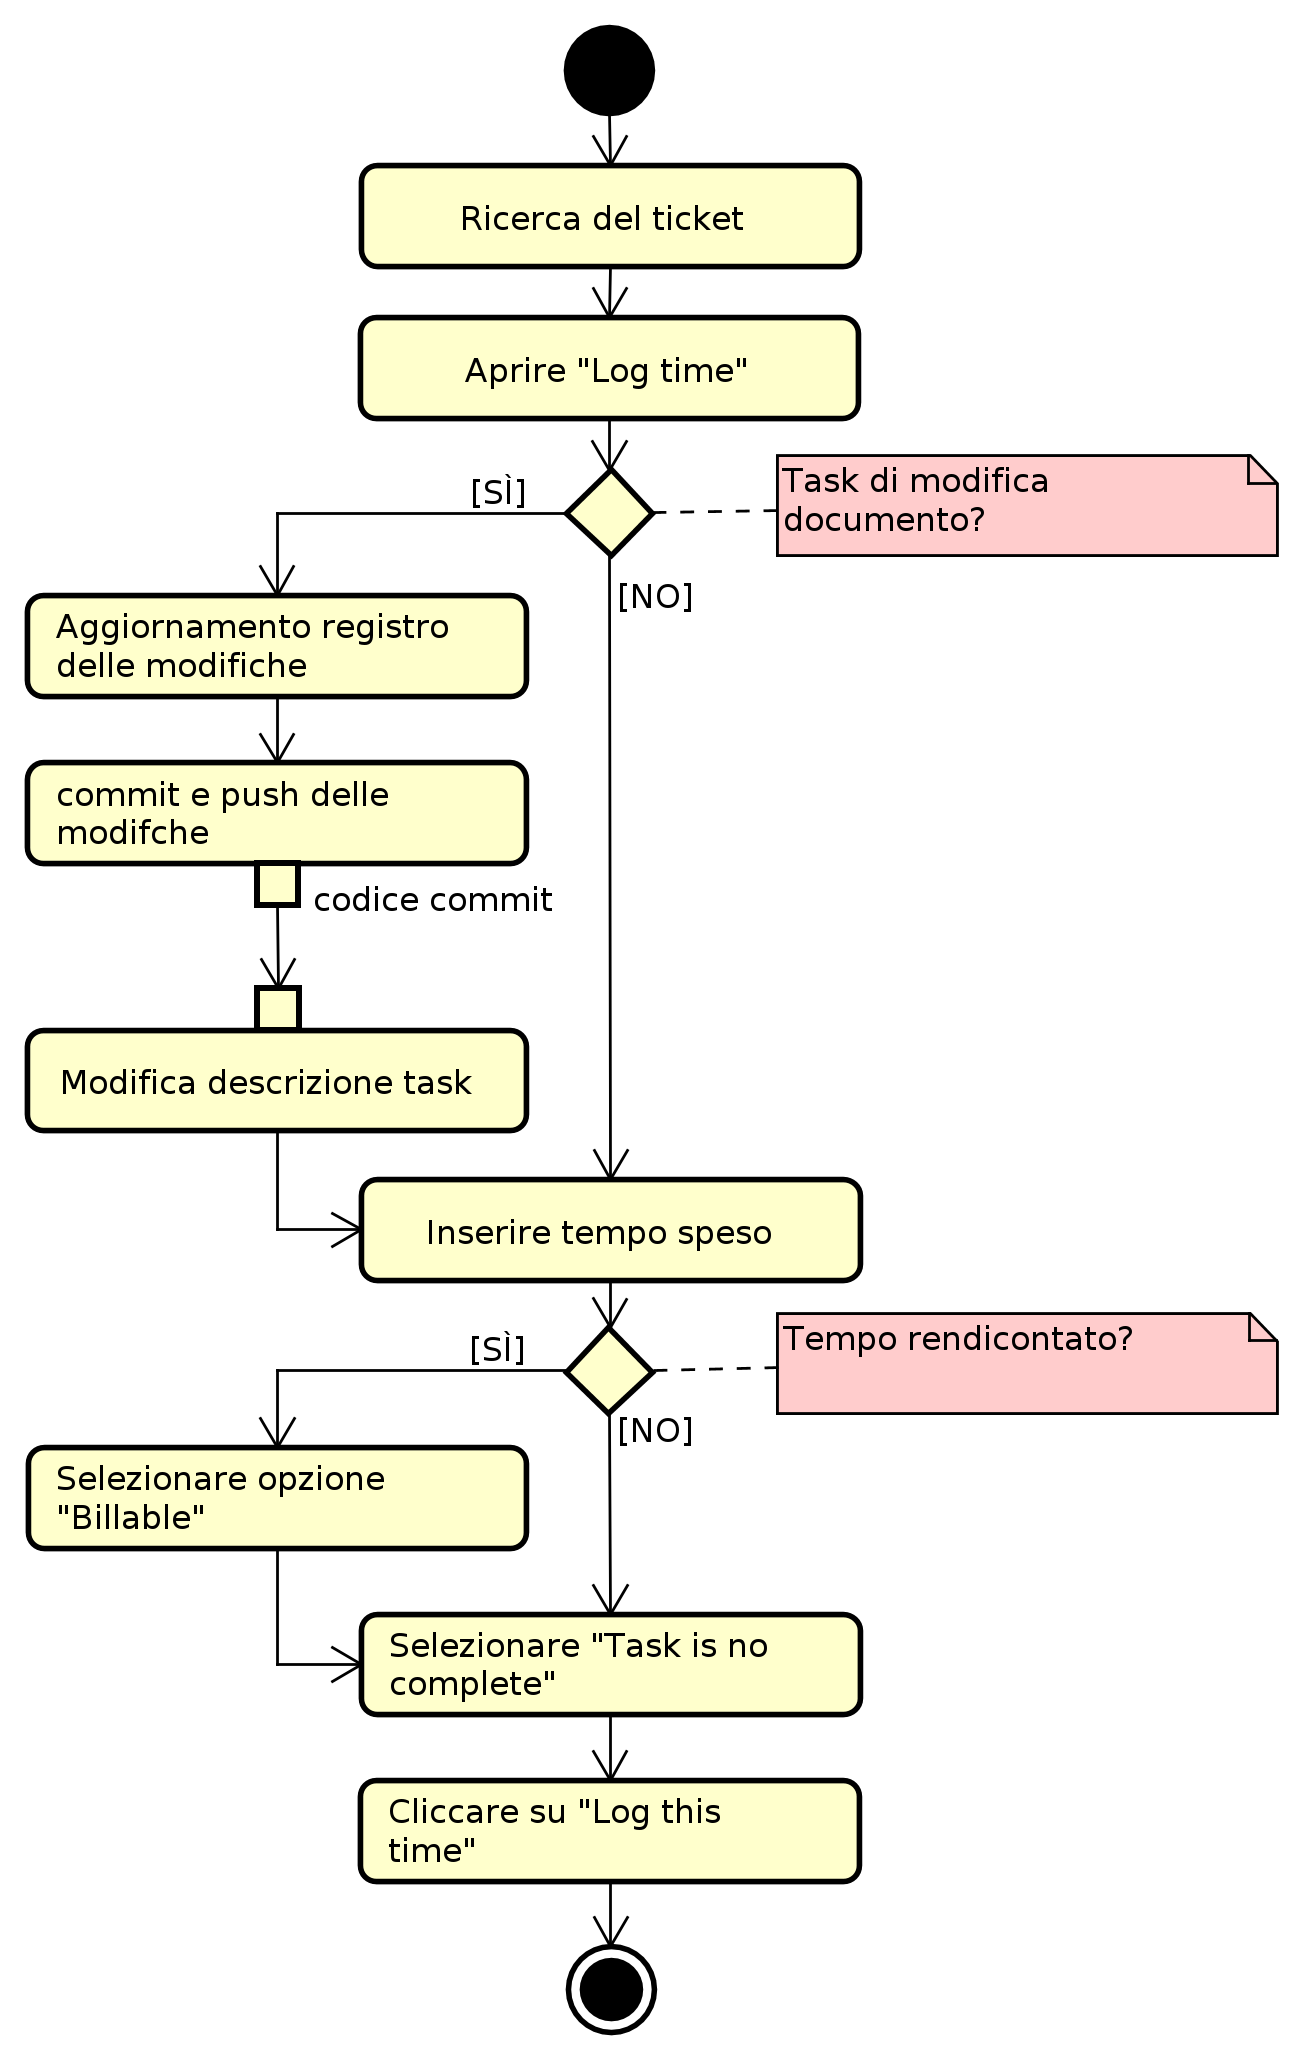 Ricerca del ticket
Aprire "Log time"
[SÌ]
Task di modifica
documento?
[NO]
Aggiornamento registro
delle modifiche
commit e push delle
modifche
codice commit
Modifica descrizione task
Inserire tempo speso
[SÌ]
Tempo rendicontato?
[NO]
Selezionare opzione
"Billable"
Selezionare "Task is no
complete"
Cliccare su "Log this
time"